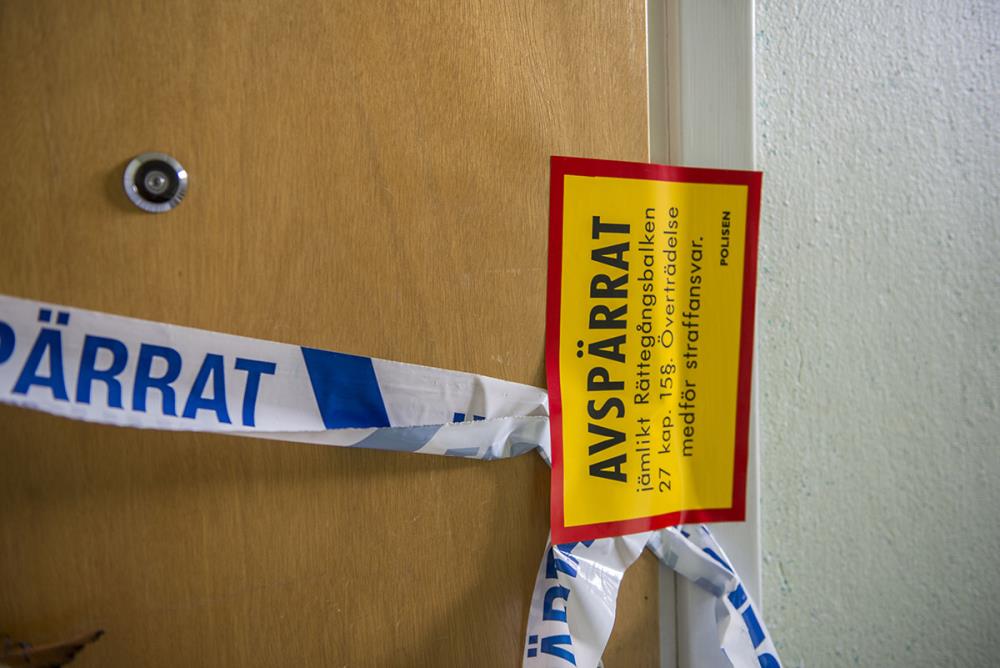 PÄRRAT
AVSPÄRRAT
jämlikt Rättegångsbalken
27 kap. 15§. Överträdelse
medför straffansvar.
POLISEN